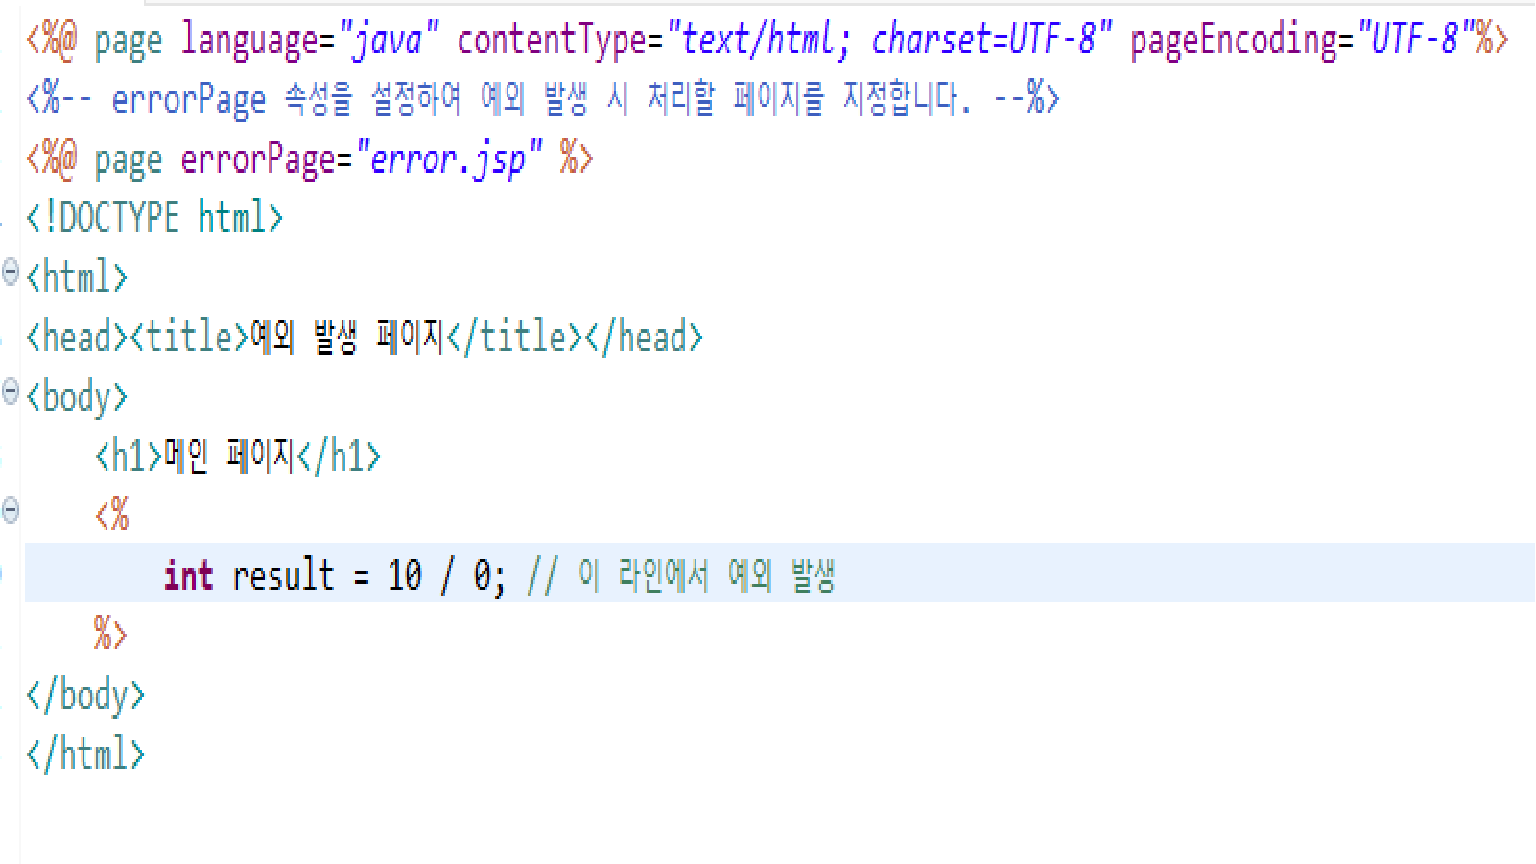 <%@ page language="java" contentType="text/html; charset=UTF-8" pageEncoding="UTF-8"%>
<%-- errorPage 속성을 설정하여 예외 발생 시 처리할 페이지를 지정합니다. --%>
<%@ page errorPage="error.jsp" %>
<!DOCTYPE html>
<html>
<head><title>예외 발생 페이지</title></head>
<body>
    <h1>메인 페이지</h1>
    <%
        int result = 10 / 0; // 이 라인에서 예외 발생
    %>
</body>
</html>